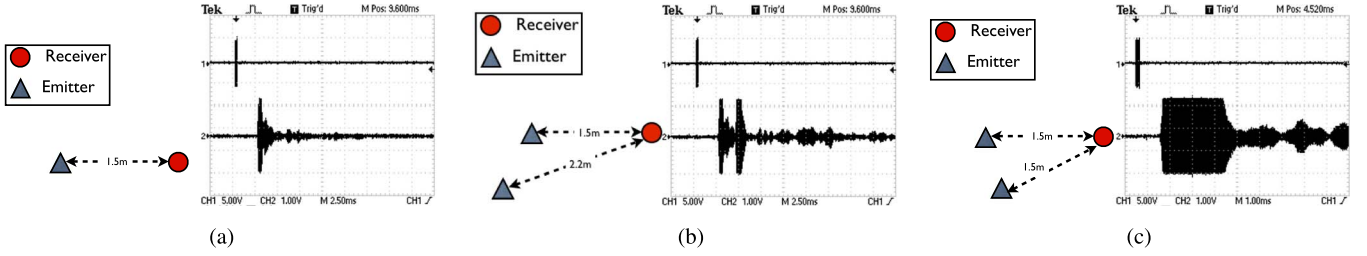 Receiver
Emitter
1.5m
Tek
Trig'd
M Pos: 9.600ms
1
2
CH1 5.00V
CH2 1.00V
M 2.50ms
CH1
(a)
Receiver
Emitter
1.5m
2.2m
Tek
T Trig'd
M Pos: 9.600ms
1
2
CH1 5.00V
CH2 1.00V
M 2.50ms
CH1
(b)
Receiver
Emitter
1.5m
1.5m
Tek
T Trig'd
M Pos: 4.520ms
1
2
CH1 5.00V
CH2 1.00V
M 1.00ms
CH1
(c)